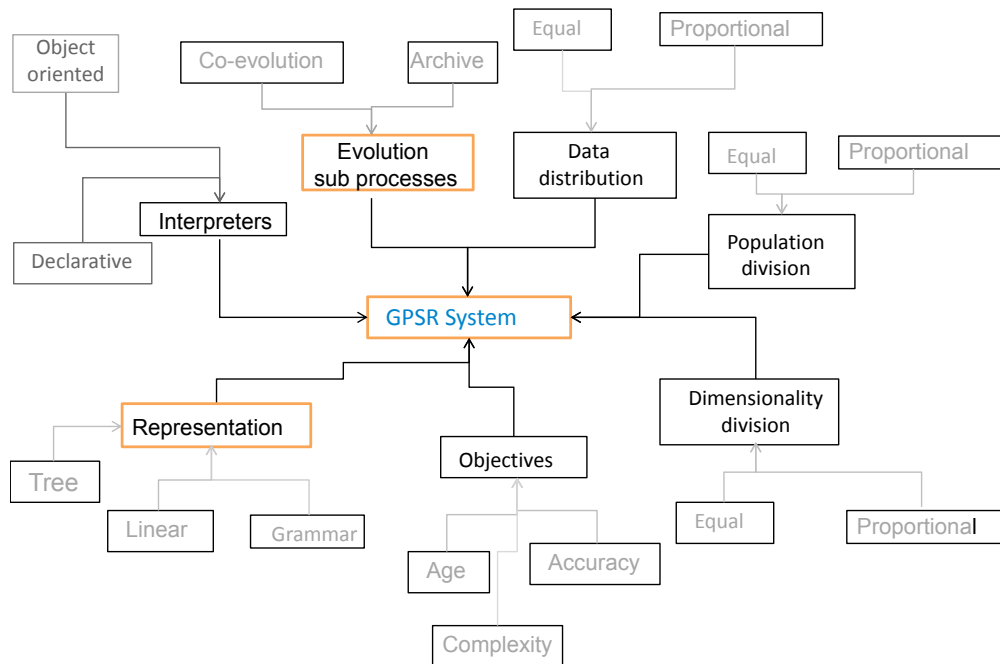 Object
oriented
Co-evolution
Archive
Equal
Proportional
Evolution
sub processes
Data
distribution
Equal
Proportional
Interpreters
Declarative
Population
division
GPSR System
Representation
Dimensionality
division
Objectives
Tree
Linear
Grammar
Equal
Proportional
Age
Accuracy
Complexity